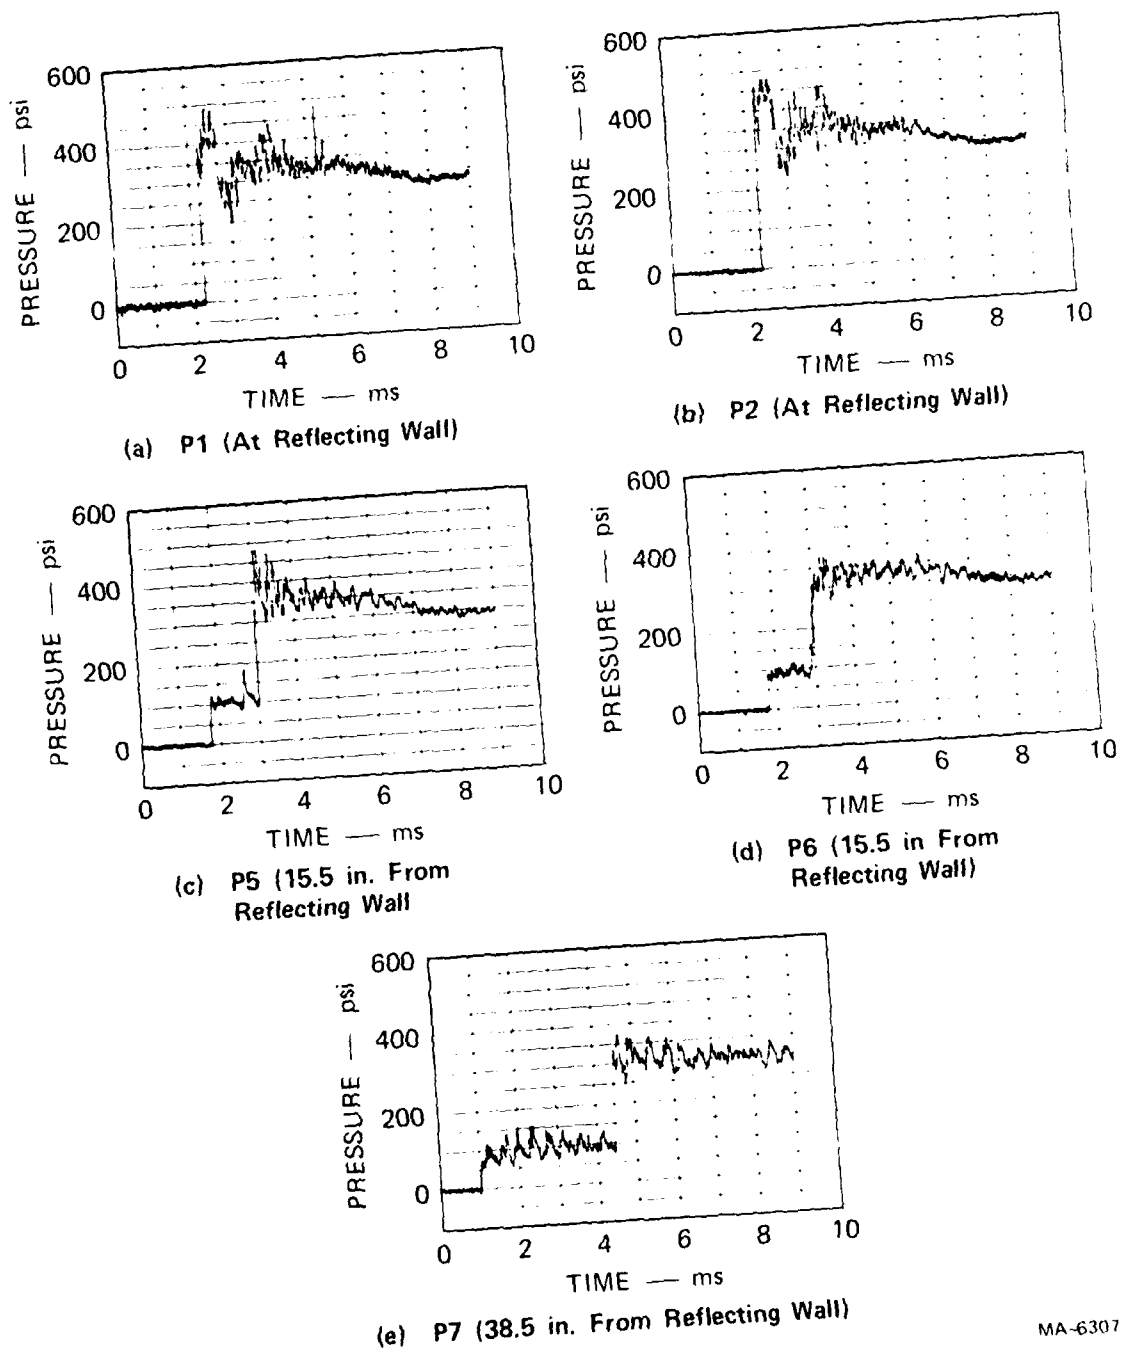 600
400
200
0
PRESSURE — psi
0 2 4 6 8 10
TIME — ms
(a) P1 (At Reflecting Wall)
600
400
200
0
PRESSURE — psi
0 2 4 6 8 10
TIME — ms
(b) P2 (At Reflecting Wall)
600
400
200
0
PRESSURE — psi
0 2 4 6 8 10
TIME — ms
(c) P5 (15.5 in. From
Reflecting Wall
600
400
200
0
PRESSURE — psi
0 2 4 6 8 10
TIME — ms
(d) P6 (15.5 in From
Reflecting Wall)
600
400
200
0
PRESSURE — psi
0 2 4 6 8 10
TIME — ms
(e) P7 (38.5 in. From Reflecting Wall)
MA-6307